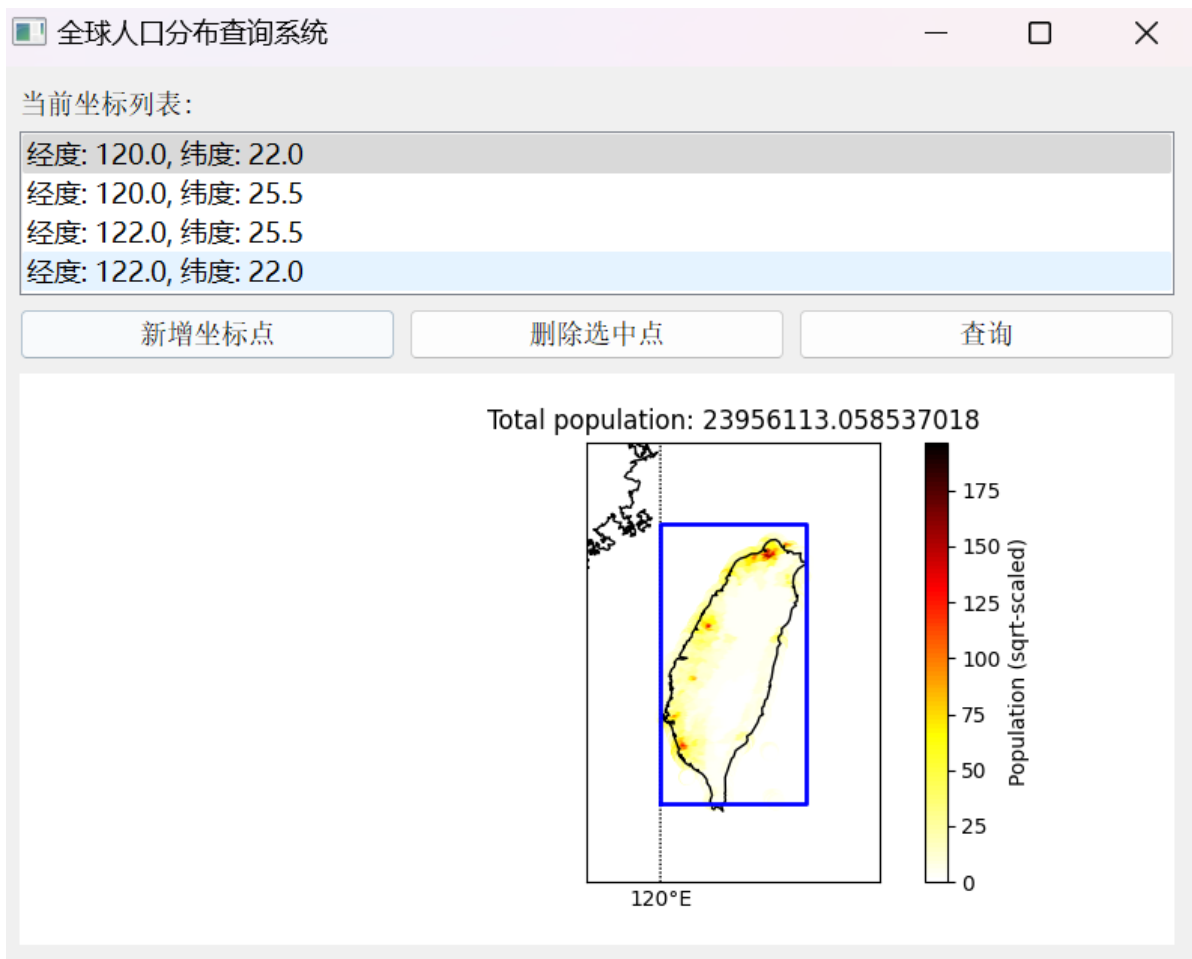 全球人口分布查询系统
当前坐标列表:
经度: 120.0, 纬度: 22.0
经度: 120.0, 纬度: 25.5
经度: 122.0, 纬度: 25.5
经度: 122.0, 纬度: 22.0
新增坐标点 删除选中点 查询
Total population: 23956113.058537018
175
150
125
100
75
50
25
0
Population (sqrt-scaled)
120°E